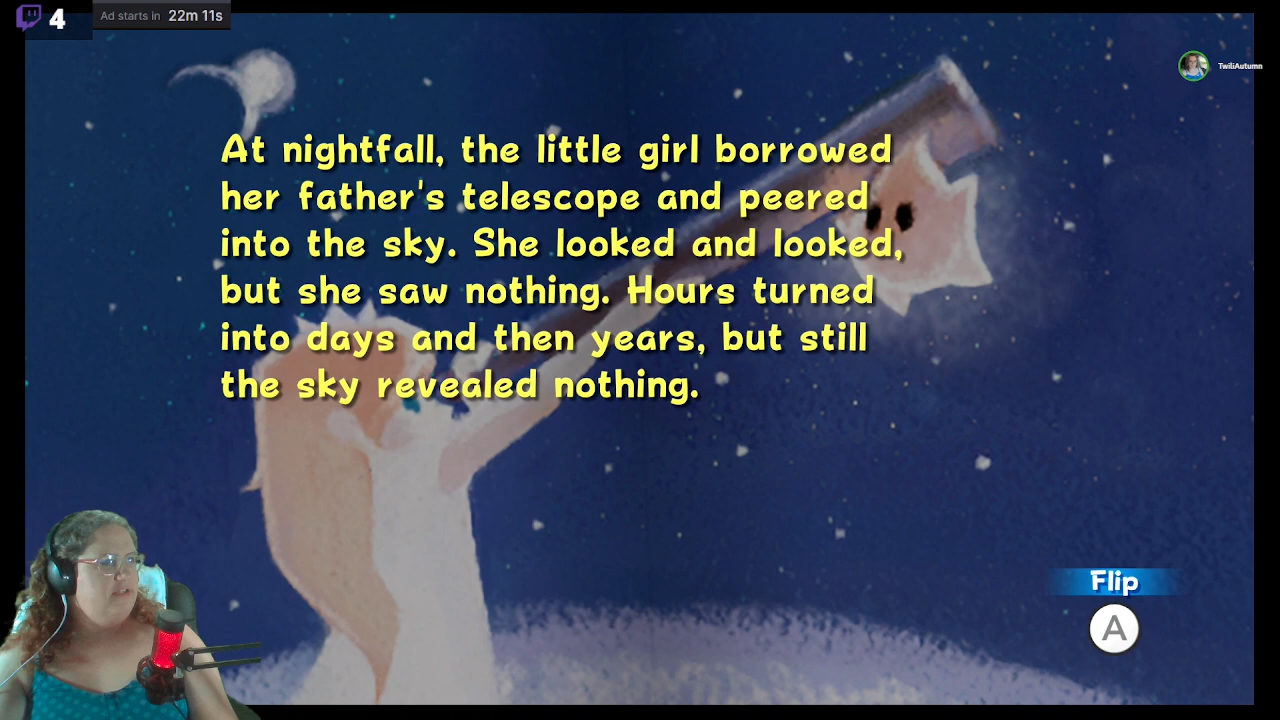 4
Ad starts in 22m 11s
TwiliAutumn
At nightfall, the little girl borrowed
her father's telescope and peered
into the sky. She looked and looked,
but she saw nothing. Hours turned
into days and then years, but still
the sky revealed nothing.
Flip
A